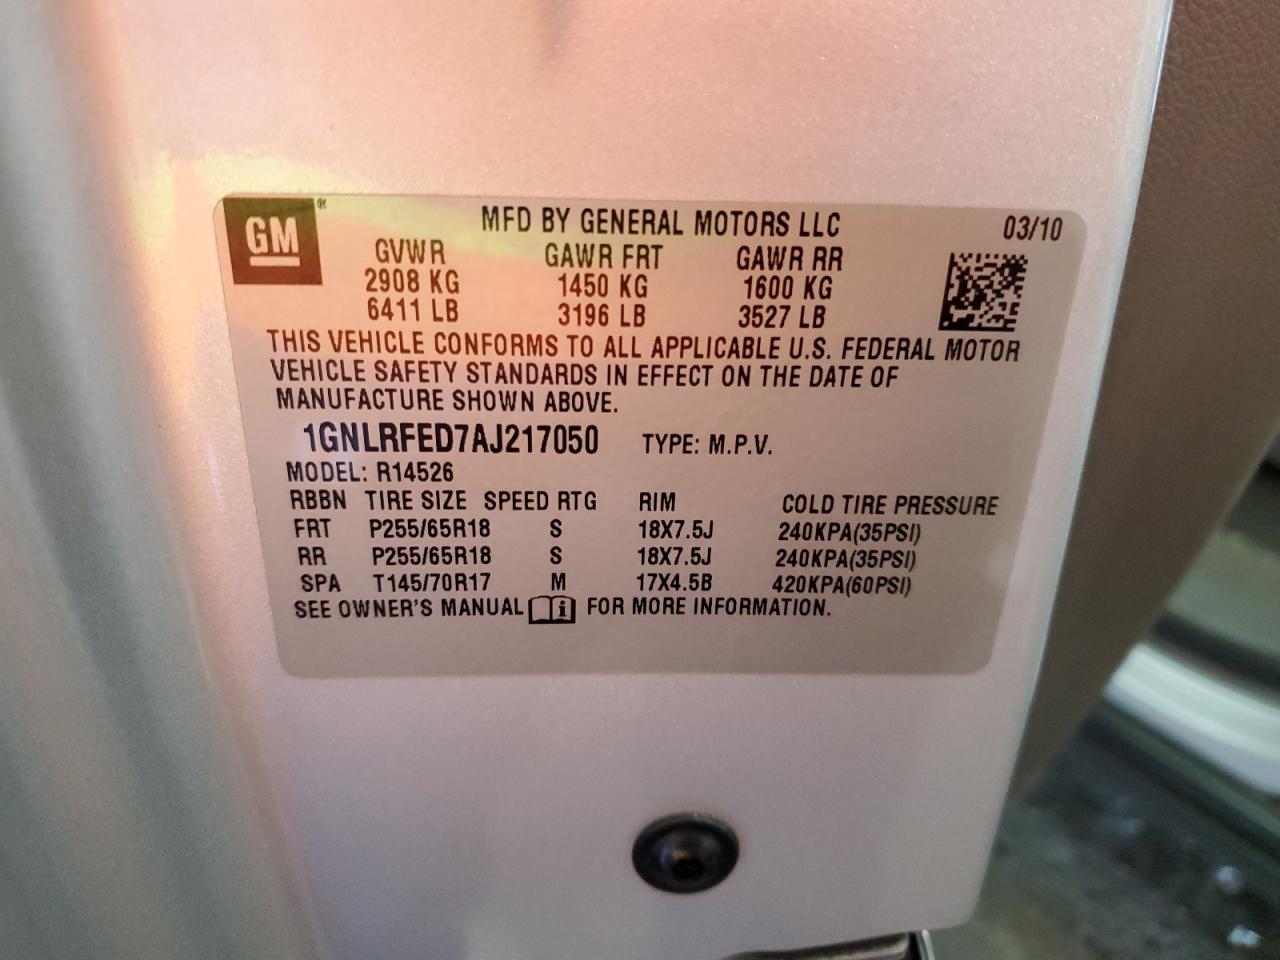 GM®
MFD BY GENERAL MOTORS LLC 03/10
GVWR GAWR FRT GAWR RR
2908 KG 1450 KG 1600 KG
6411 LB 3196 LB 3527 LB
THIS VEHICLE CONFORMS TO ALL APPLICABLE U.S. FEDERAL MOTOR
VEHICLE SAFETY STANDARDS IN EFFECT ON THE DATE OF
MANUFACTURE SHOWN ABOVE.
1GNLRFED7AJ217050 TYPE: M.P.V.
MODEL: R14526
RBBN TIRE SIZE SPEED RTG RIM COLD TIRE PRESSURE
FRT P255/65R18 S 18X7.5J 240KPA(35PSI)
RR P255/65R18 S 18X7.5J 240KPA(35PSI)
SPA T145/70R17 M 17X4.5B 420KPA(60PSI)
SEE OWNER'S MANUAL i FOR MORE INFORMATION.